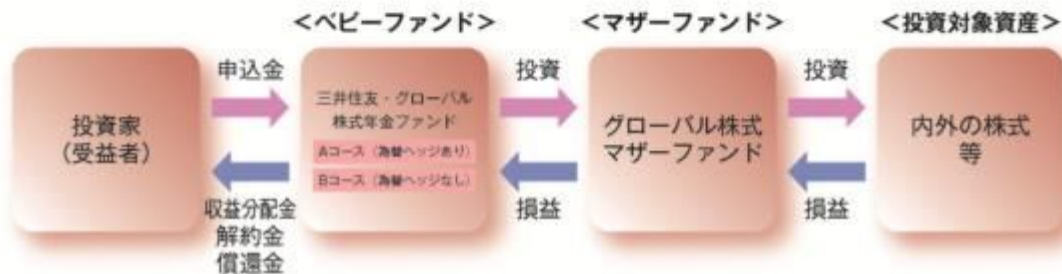 ＜ベビーファンド＞
＜マザーファンド＞
＜投資対象資産＞
投資家
（受益者）
申込金
収益分配金
解約金
償還金
三井住友・グローバル
株式年金ファンド
Aコース（為替ヘッジあり）
Bコース（為替ヘッジなし）
投資
損益
グローバル株式
マザーファンド
投資
損益
内外の株式
等